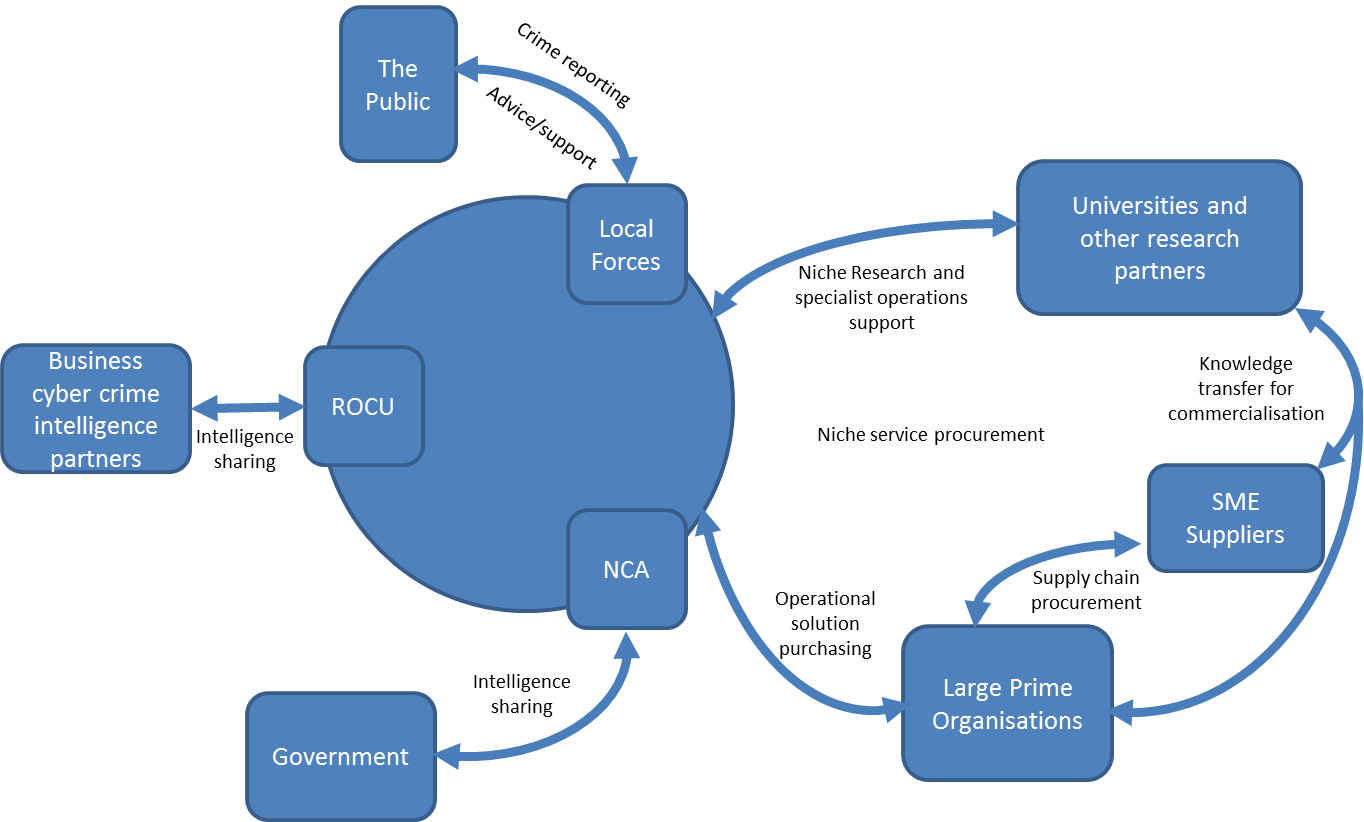 The
Public
Crime reporting
Advice/support
Local
Forces
Universities and
other research
partners
Niche Research and
specialist operations
support
Business
cyber crime
intelligence
partners
Intelligence
sharing
ROCU
Knowledge
transfer for
commercialisation
Niche service procurement
SME
Suppliers
NCA
Supply chain
procurement
Operational
solution
purchasing
Intelligence
sharing
Government
Large Prime
Organisations